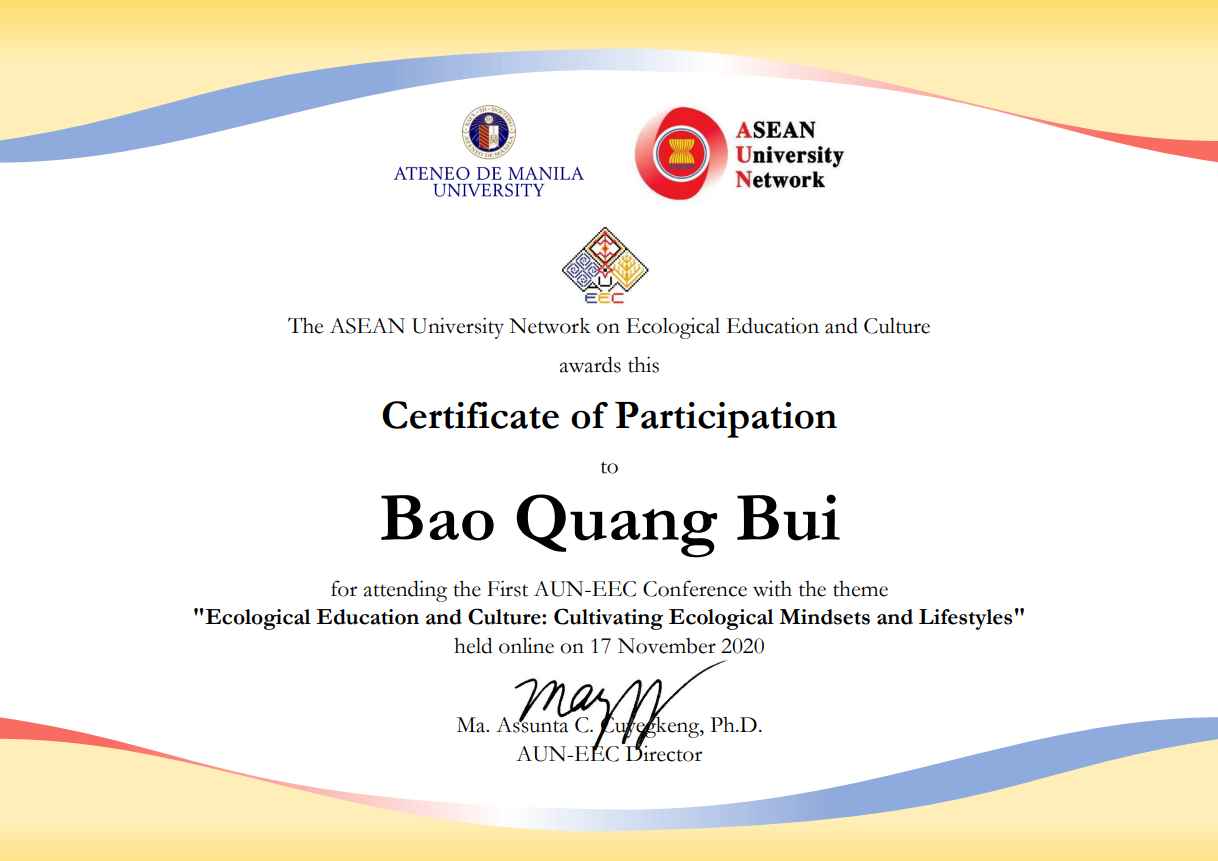 ATENEO DE MANILA
UNIVERSITY
ASEAN
University
Network
AU
EEC
The ASEAN University Network on Ecological Education and Culture
awards this
Certificate of Participation
to
Bao Quang Bui
for attending the First AUN-EEC Conference with the theme
"Ecological Education and Culture: Cultivating Ecological Mindsets and Lifestyles"
held online on 17 November 2020
Ma. Assunta C. Cuyegkeng, Ph.D.
AUN-EEC Director